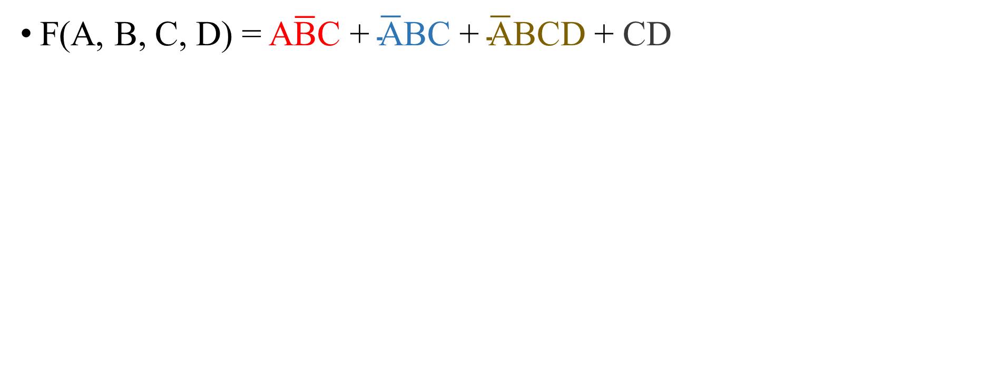 • F(A, B, C, D) = AB̅C + A̅BC + A̅BCD + CD